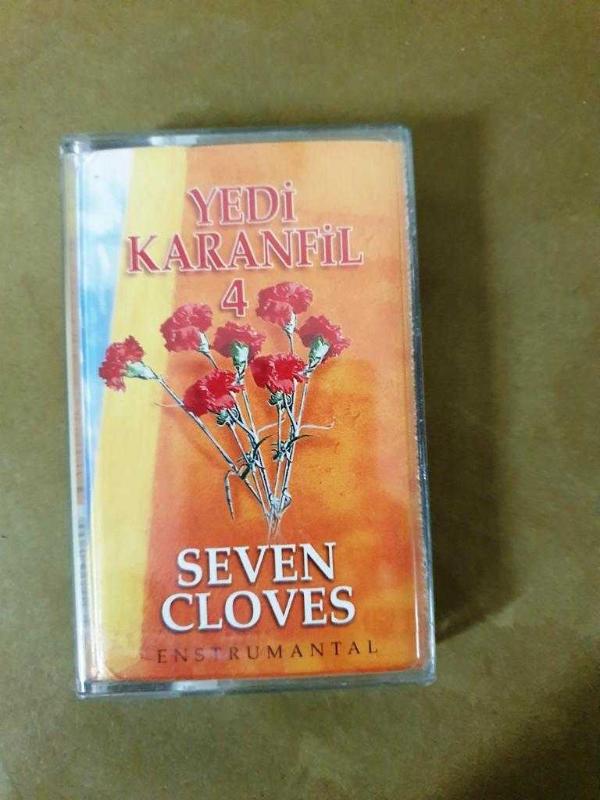 YEDİ
KARANFİL
4
SEVEN
CLOVES
ENSTRUMANTAL